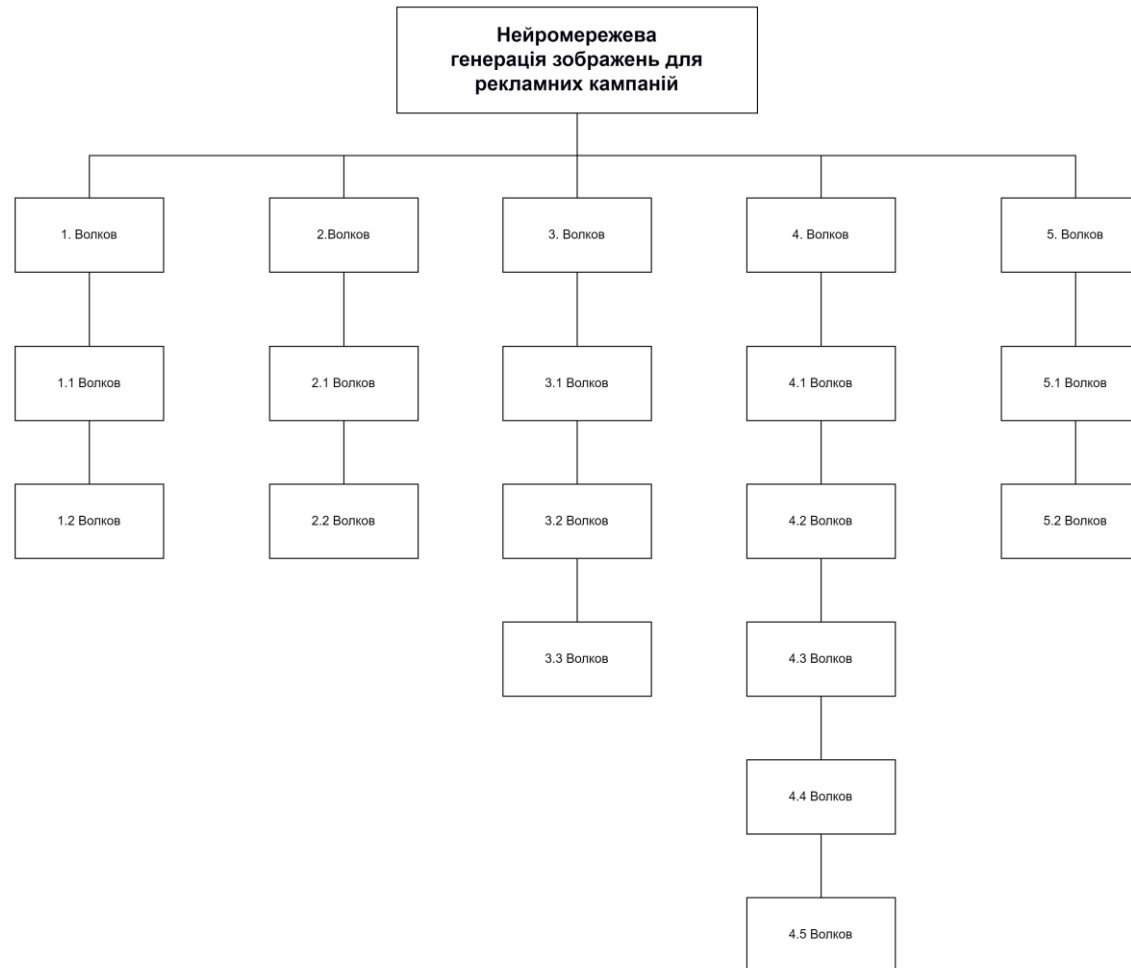 Нейромережева
генерація зображень для
рекламних кампаній
1. Волков
2.Волков
3. Волков
4. Волков
5. Волков
1.1 Волков
2.1 Волков
3.1 Волков
4.1 Волков
5.1 Волков
1.2 Волков
2.2 Волков
3.2 Волков
4.2 Волков
5.2 Волков
3.3 Волков
4.3 Волков
4.4 Волков
4.5 Волков